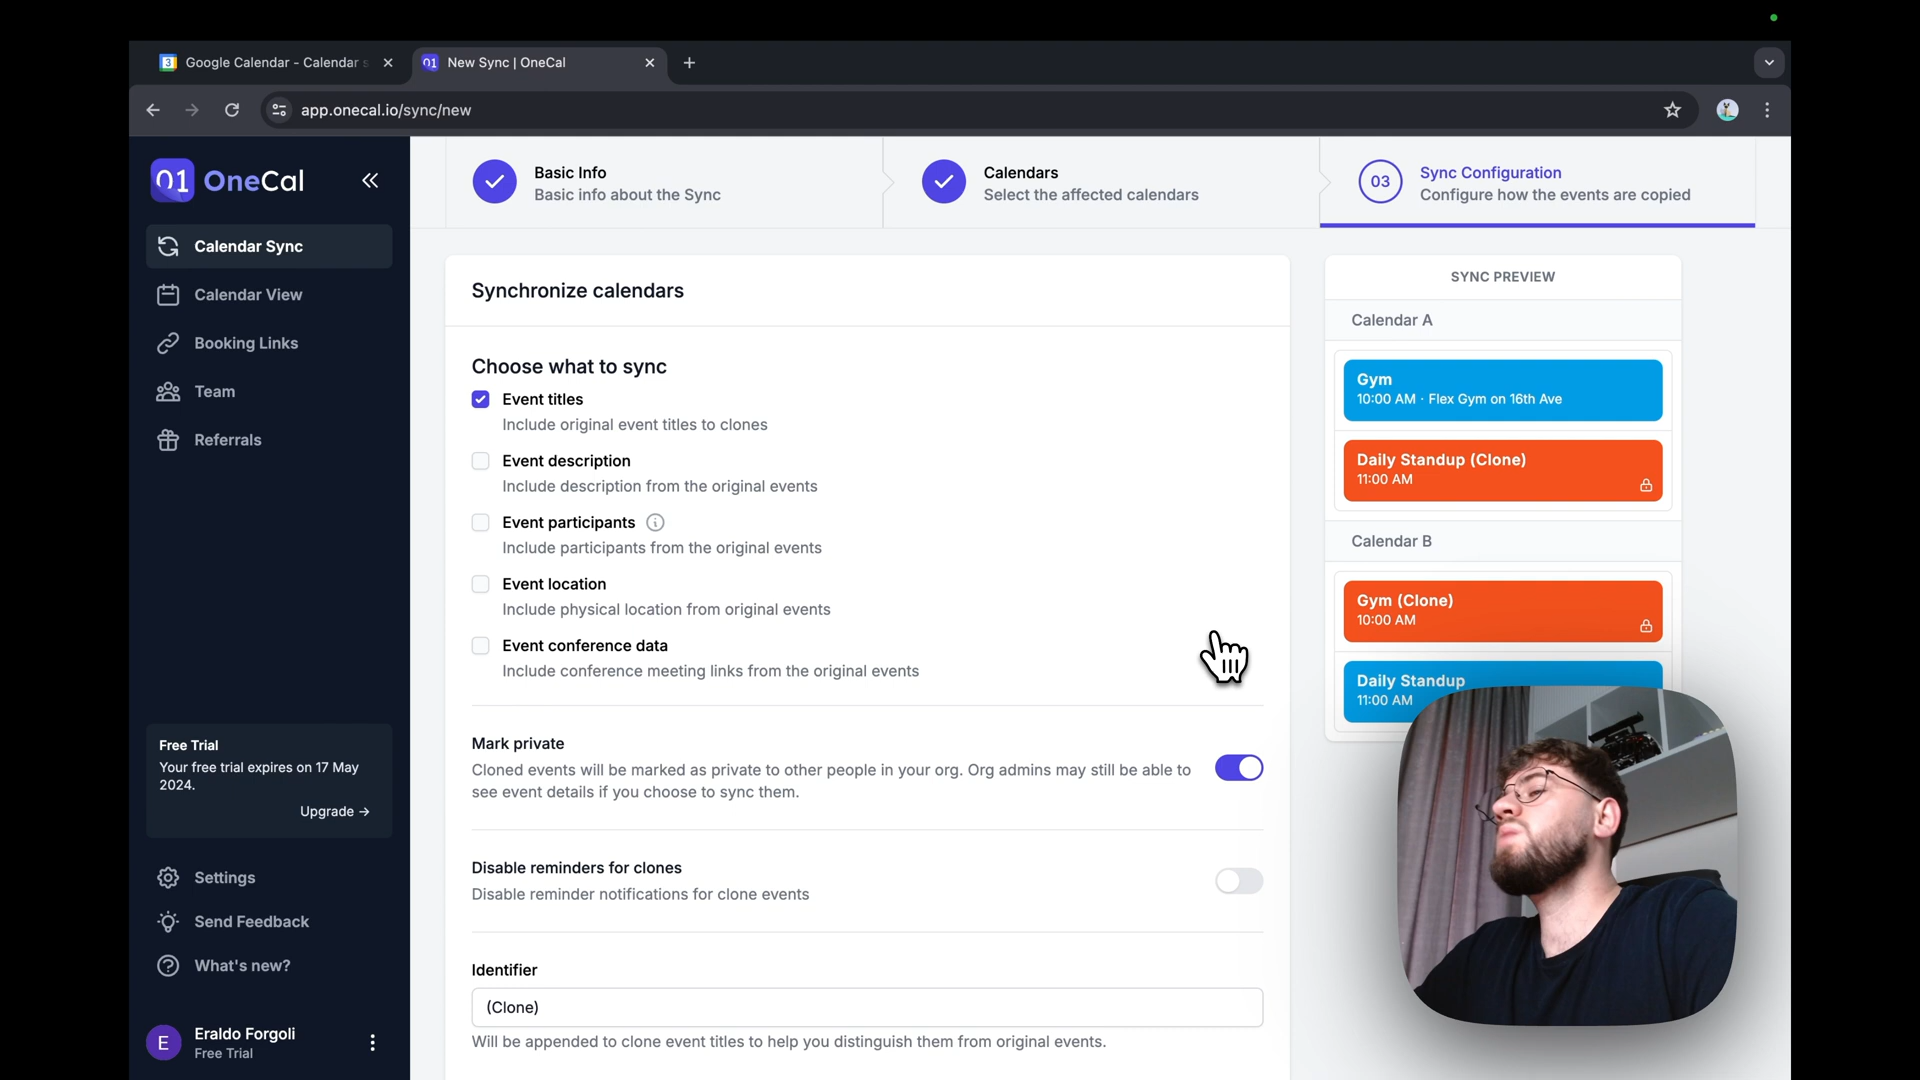 Google Calendar - Calendar s
New Sync | OneCal
app.onecal.io/sync/new
01 OneCal
Calendar Sync
Calendar View
Booking Links
Team
Referrals
Free Trial
Your free trial expires on 17 May
2024.
Upgrade →
Settings
Send Feedback
What's new?
E
Eraldo Forgoli
Free Trial
Basic Info
Basic info about the Sync
Calendars
Select the affected calendars
03
Sync Configuration
Configure how the events are copied
Synchronize calendars
Choose what to sync
Event titles
Include original event titles to clones
Event description
Include description from the original events
Event participants
Include participants from the original events
Event location
Include physical location from original events
Event conference data
Include conference meeting links from the original events
Mark private
Cloned events will be marked as private to other people in your org. Org admins may still be able to
see event details if you choose to sync them.
Disable reminders for clones
Disable reminder notifications for clone events
Identifier
(Clone)
Will be appended to clone event titles to help you distinguish them from original events.
SYNC PREVIEW
Calendar A
Gym
10:00 AM · Flex Gym on 16th Ave
Daily Standup (Clone)
11:00 AM
Calendar B
Gym (Clone)
10:00 AM
Daily Standup
11:00 AM